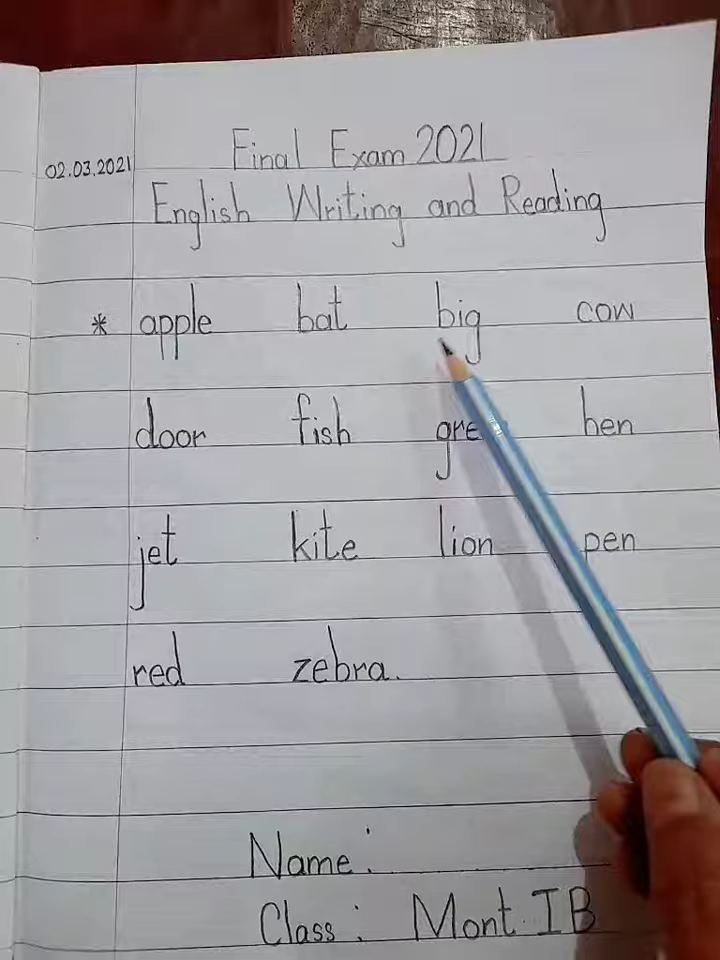 Final Exam 2021
02.03.2021
English Writing and Reading
* apple bat big cow
door fish hen
jet kite lion pen
red zebra.
Name:
Class: Mont. IB